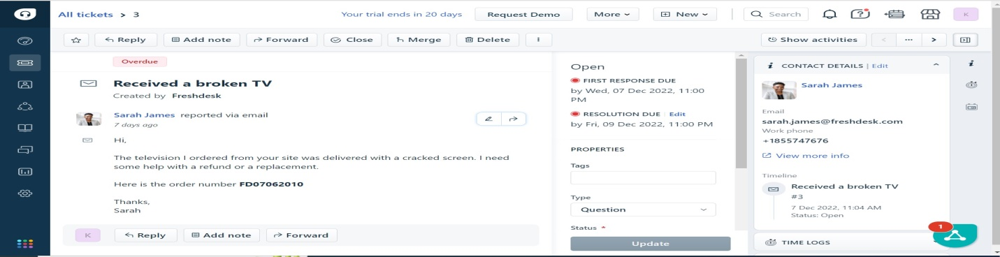 All tickets > 3
Your trial ends in 20 days
Request Demo
More
New
Search
K
Reply
Add note
Forward
Close
Merge
Delete
Show activities
Overdue
Received a broken TV
Created by Freshdesk
Sarah James reported via email
7 days ago
Hi,
The television I ordered from your site was delivered with a cracked screen. I need
some help with a refund or a replacement.
Here is the order number FD07062010
Thanks,
Sarah
K
Reply
Add note
Forward
Open
FIRST RESPONSE DUE
by Wed, 07 Dec 2022, 11:00
PM
RESOLUTION DUE | Edit
by Fri, 09 Dec 2022, 11:00 PM
PROPERTIES
Tags
Type
Question
Status *
Update
CONTACT DETAILS | Edit
Sarah James
Email
sarah.james@freshdesk.com
Work phone
+1855747676
View more info
Timeline
Received a broken TV
#3
7 Dec 2022, 11:04 AM
Status: Open
1
TIME LOGS